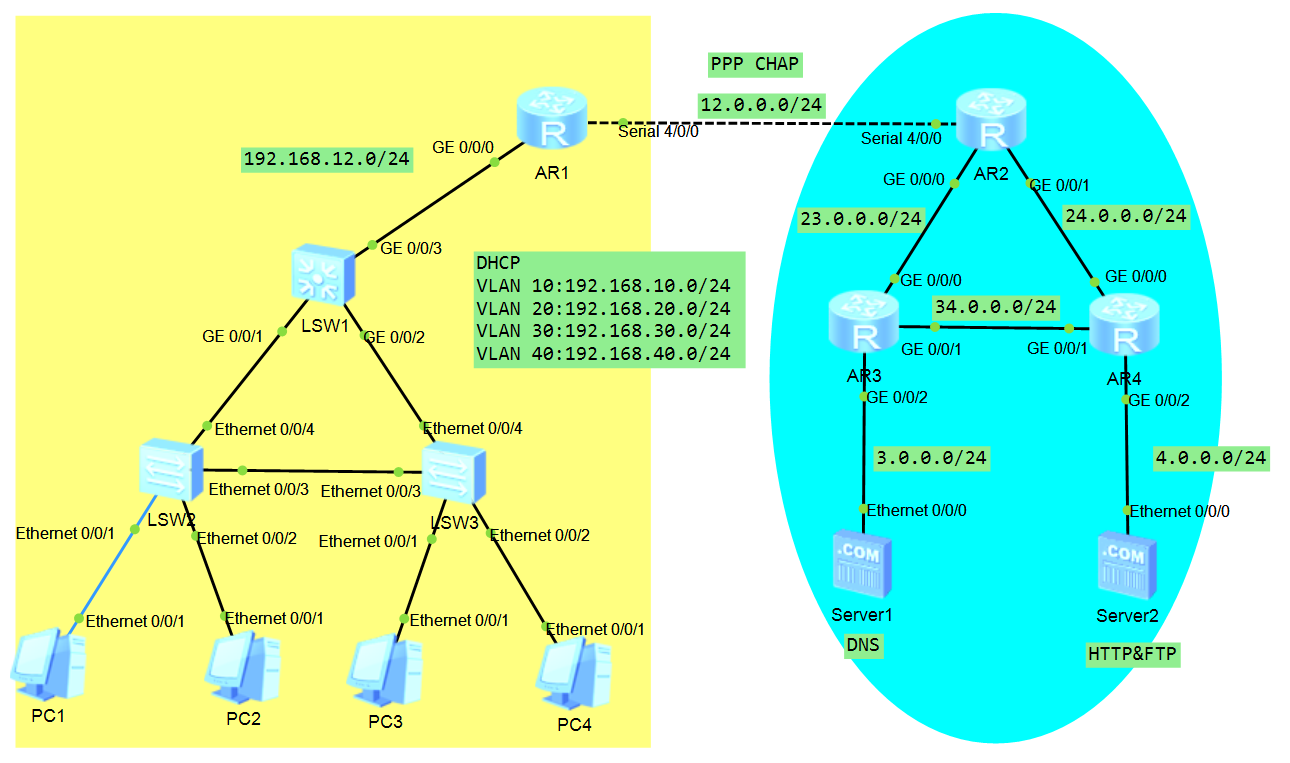 PPP CHAP
12.0.0.0/24
Serial 4/0/0
Serial 4/0/0
AR1
AR2
GE 0/0/0
192.168.12.0/24
GE 0/0/3
LSW1
GE 0/0/1
GE 0/0/2
DHCP
VLAN 10:192.168.10.0/24
VLAN 20:192.168.20.0/24
VLAN 30:192.168.30.0/24
VLAN 40:192.168.40.0/24
GE 0/0/0
GE 0/0/1
23.0.0.0/24
24.0.0.0/24
GE 0/0/0
GE 0/0/0
34.0.0.0/24
GE 0/0/1
GE 0/0/1
AR3
AR4
GE 0/0/2
GE 0/0/2
Ethernet 0/0/4
Ethernet 0/0/4
Ethernet 0/0/3
Ethernet 0/0/3
LSW2
LSW3
Ethernet 0/0/1
Ethernet 0/0/2
Ethernet 0/0/1
Ethernet 0/0/2
3.0.0.0/24
4.0.0.0/24
Ethernet 0/0/0
Ethernet 0/0/0
Ethernet 0/0/1
Ethernet 0/0/1
Ethernet 0/0/1
Ethernet 0/0/1
PC1
PC2
PC3
PC4
.COM
.COM
Server1
Server2
DNS
HTTP&FTP
R
R
R
R